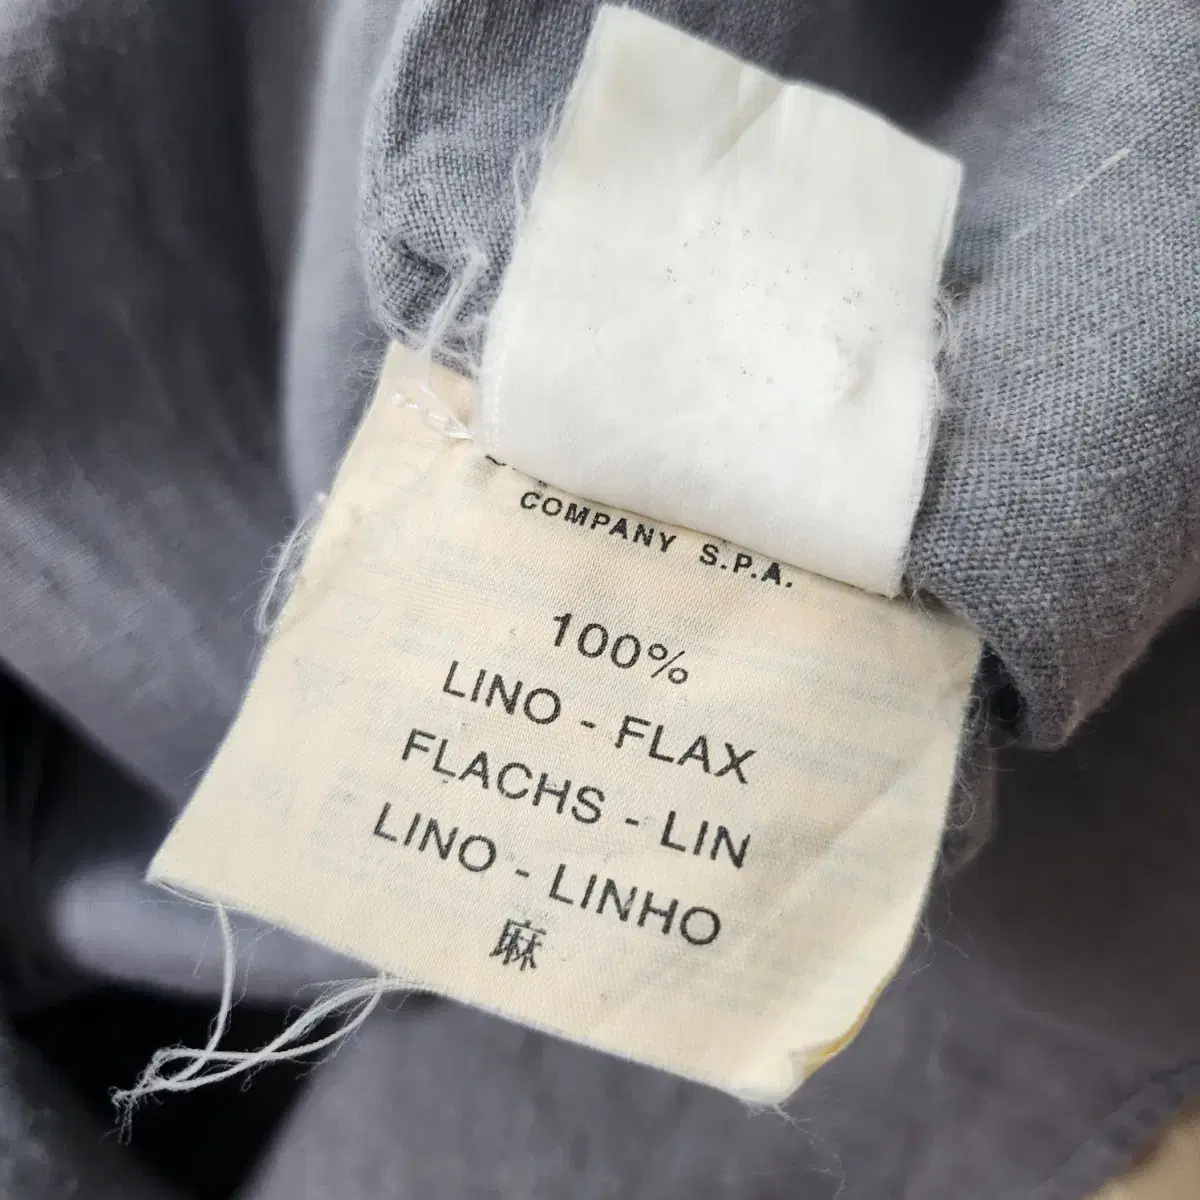 COMPANY S.P.A.
100%
LINO - FLAX
FLACHS - LIN
LINO - LINHO
麻